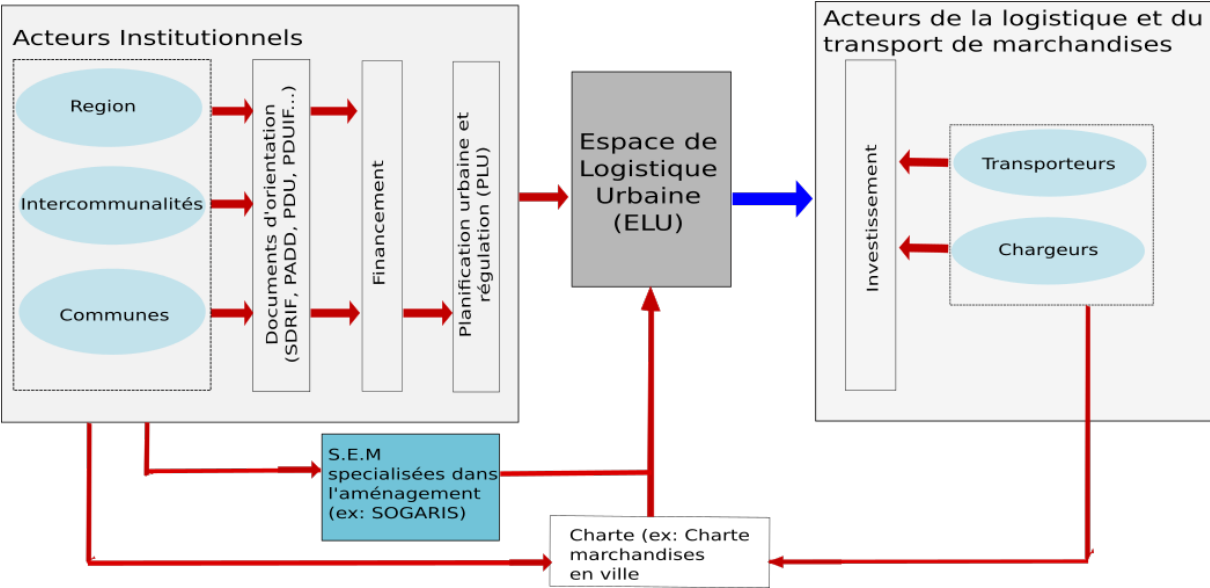 Acteurs Institutionnels
Region
Intercommunalités
Communes
Documents d'orientation
(SDRIF, PADD, PDU, PDUIF...)
Financement
Planification urbaine et
régulation (PLU)
Espace de
Logistique
Urbaine
(ELU)
Acteurs de la logistique et du
transport de marchandises
Investissement
Transporteurs
Chargeurs
S.E.M
specialisées dans
l'aménagement
(ex: SOGARIS)
Charte (ex: Charte
marchandises
en ville